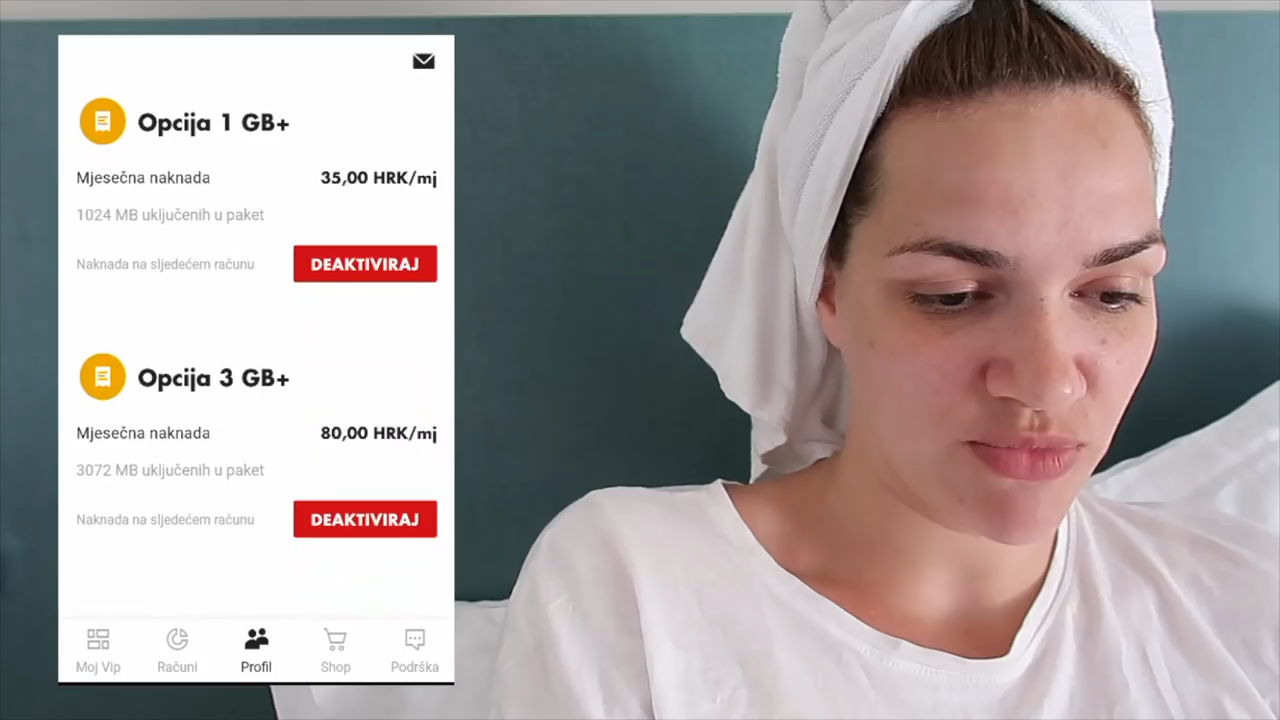 Opcija 1 GB+
Mjesečna naknada 35,00 HRK/mj
1024 MB uključenih u paket
Naknada na sljedećem računu DEAKTIVIRAJ
Opcija 3 GB+
Mjesečna naknada 80,00 HRK/mj
3072 MB uključenih u paket
Naknada na sljedećem računu DEAKTIVIRAJ
Moj Vip Računi Profil Shop Podrška